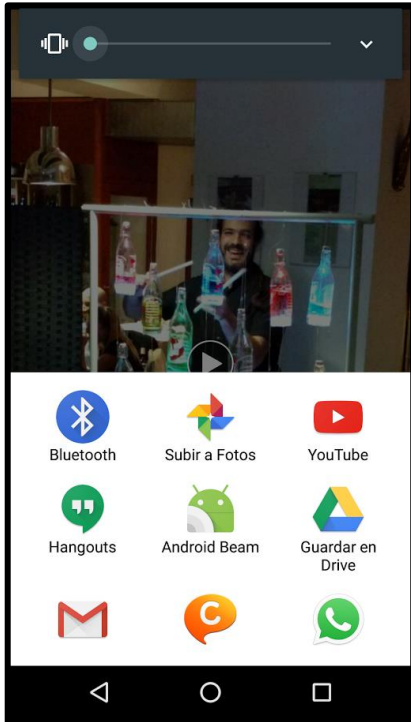 Bluetooth
Subir a Fotos
YouTube
Hangouts
Android Beam
Guardar en
Drive